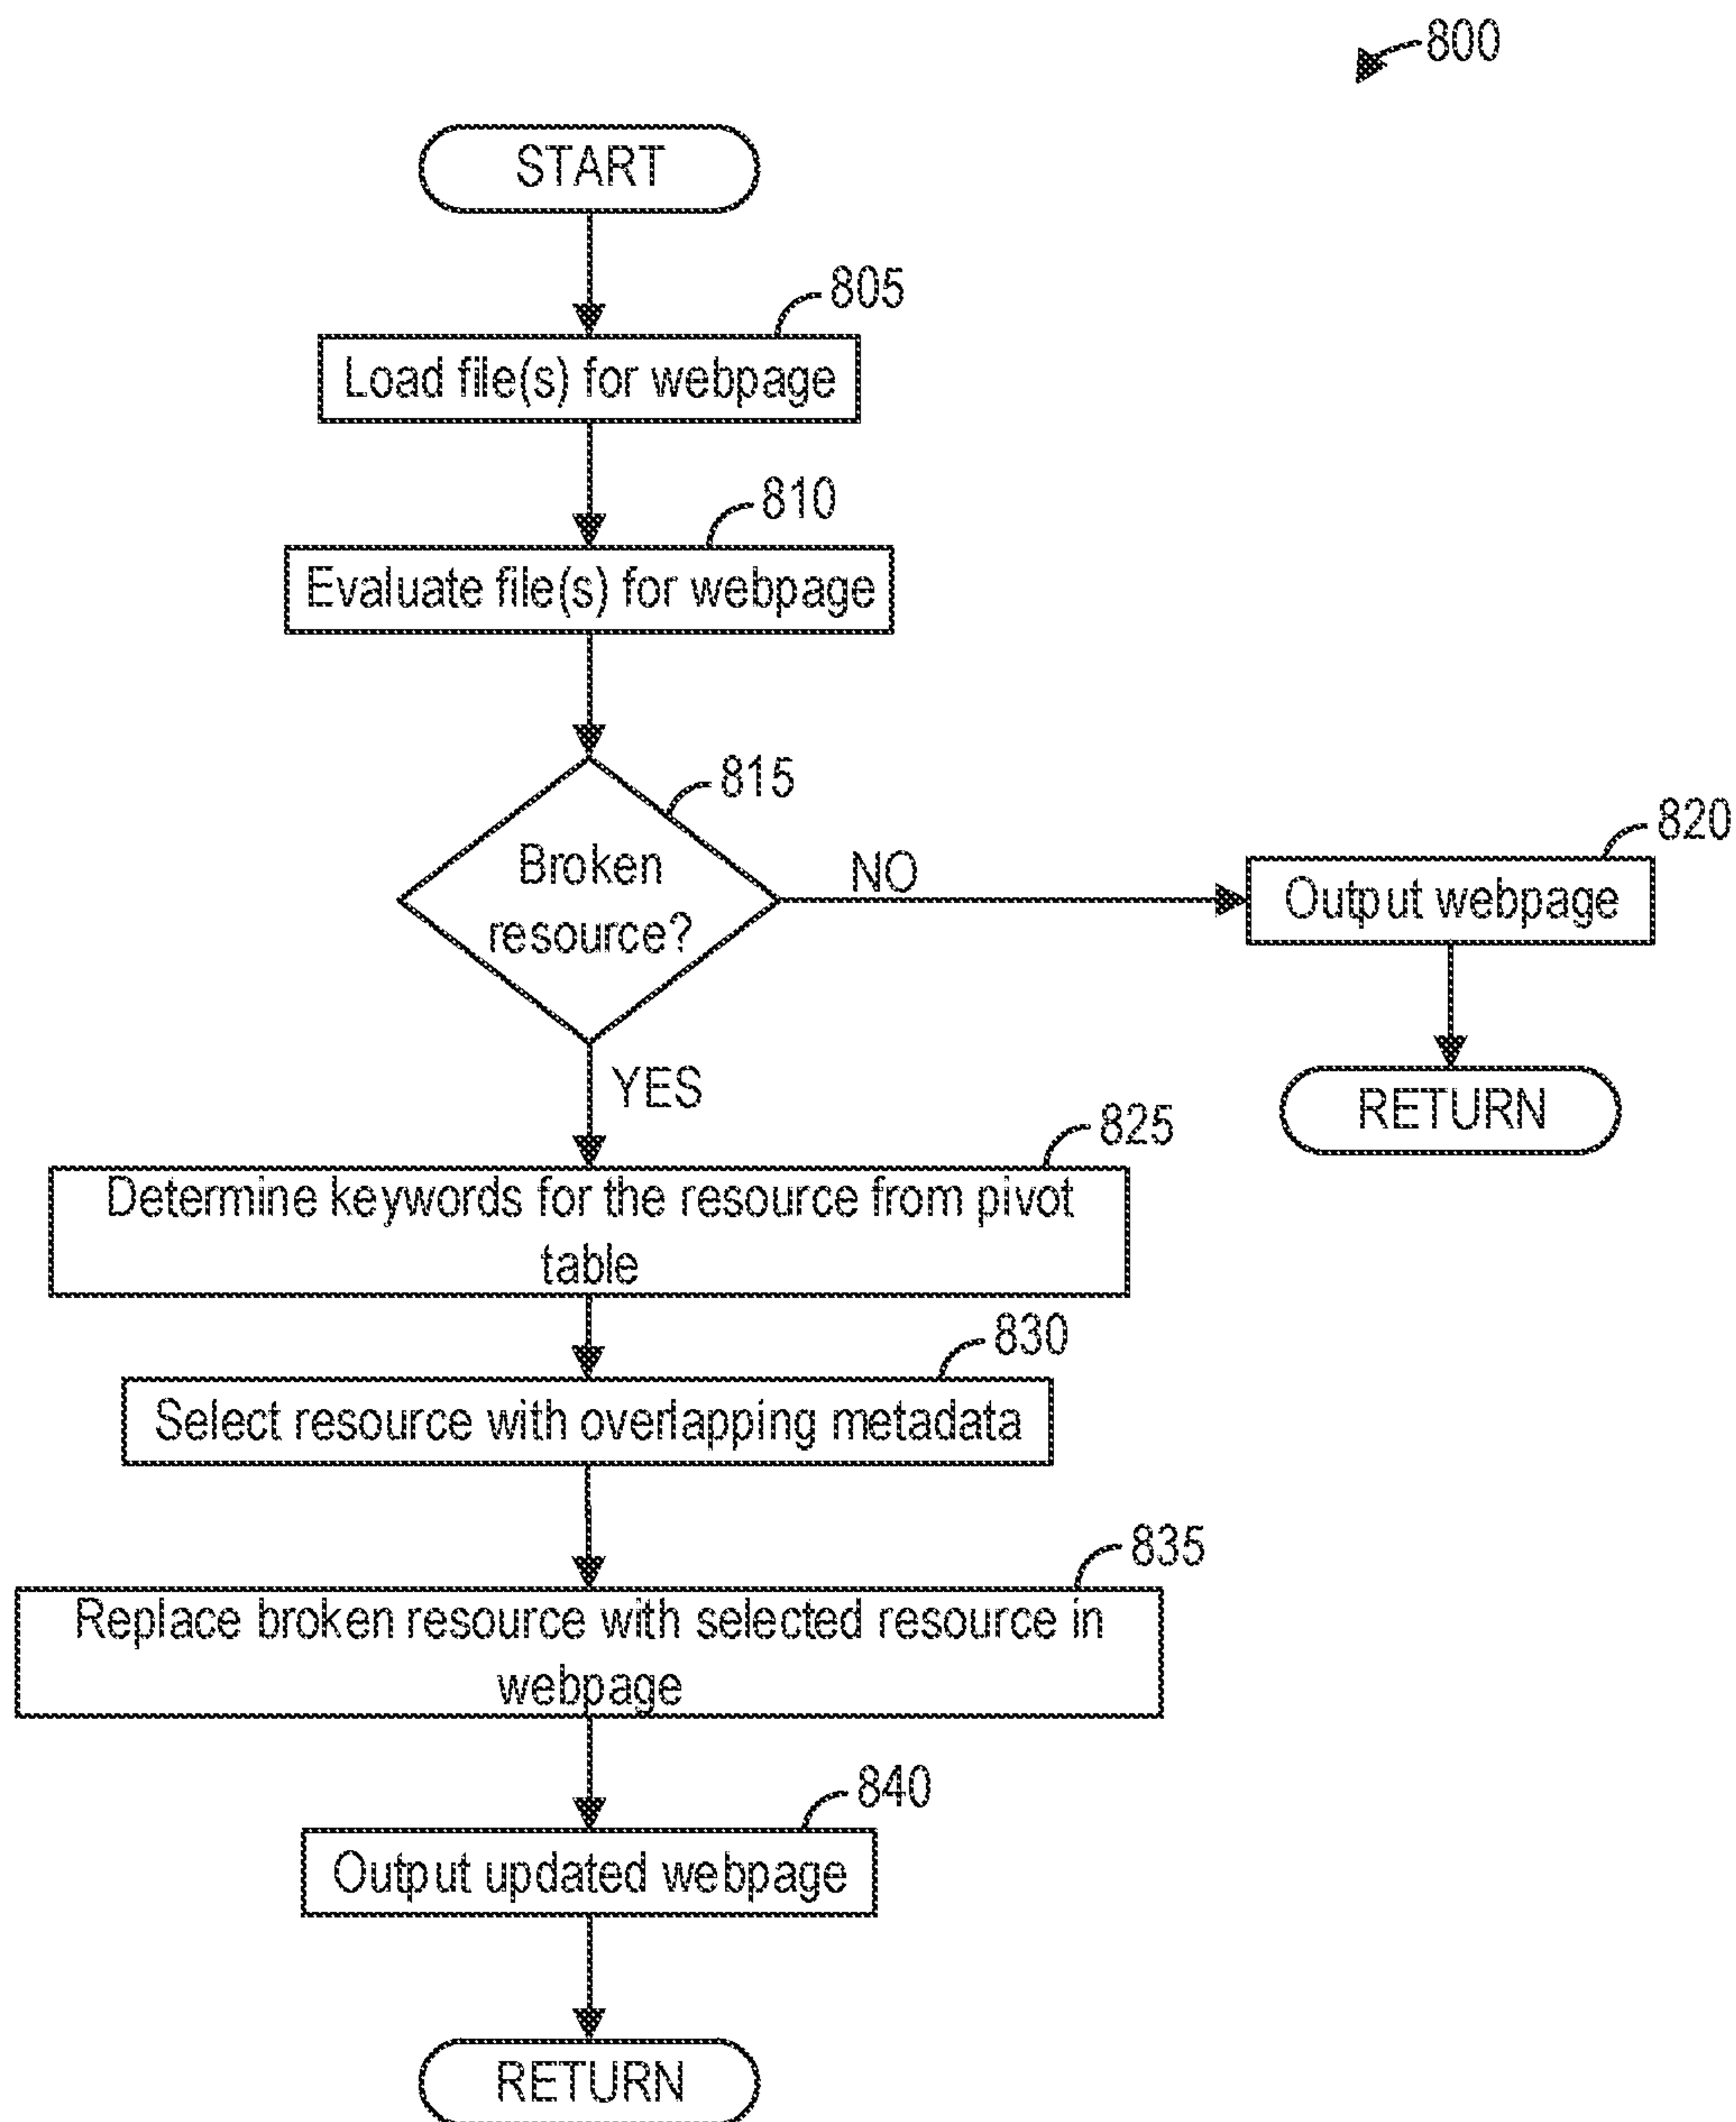 800
START
805
Load file(s) for webpage
810
Evaluate file(s) for webpage
815
Broken
resource?
NO
820
Output webpage
RETURN
YES
825
Determine keywords for the resource from pivot
table
830
Select resource with overlapping metadata
835
Replace broken resource with selected resource in
webpage
840
Output updated webpage
RETURN